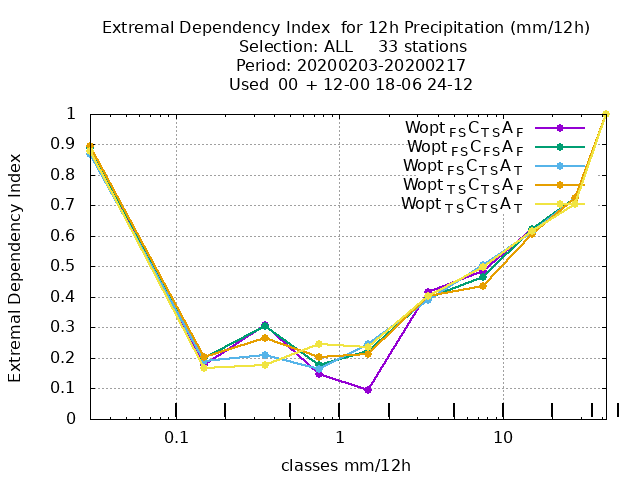 Extremal Dependency Index  for 12h Precipitation (mm/12h)
Selection: ALL     33 stations
Period: 20200203-20200217
Used  00  + 12-00 18-06 24-12
Wopt FS C TS A F
Wopt FS C FS A F
Wopt FS C TS A T
Wopt TS C TS A F
Wopt TS C TS A T
1
0.9
0.8
0.7
0.6
0.5
0.4
0.3
0.2
0.1
0
Extremal Dependency Index
0.1 1 10
classes mm/12h